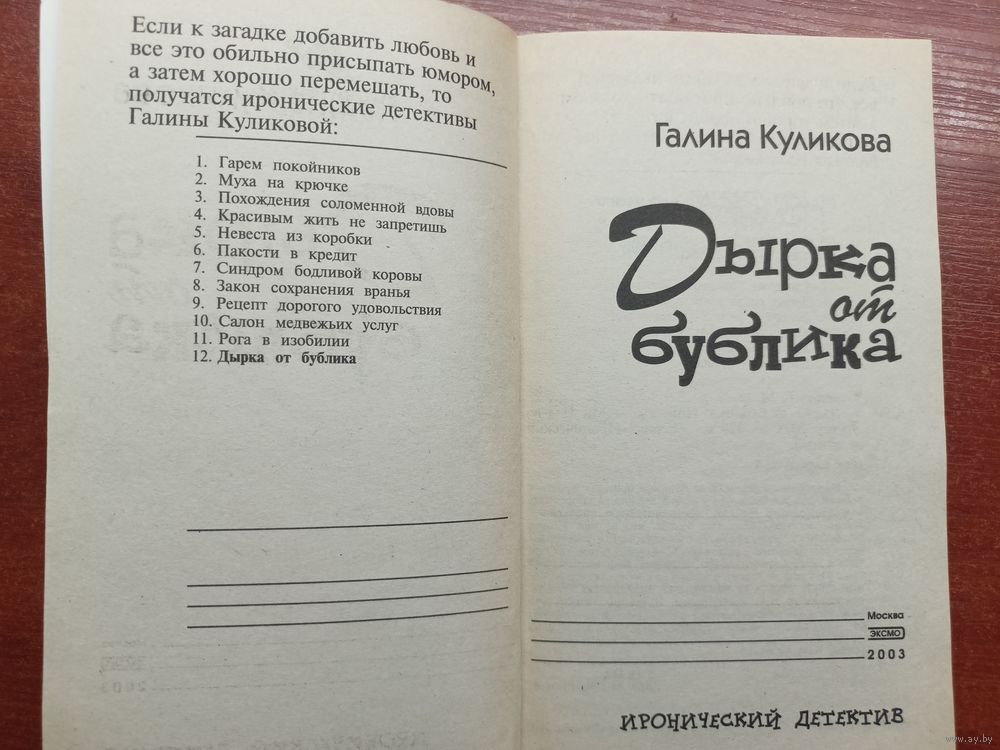 Если к загадке добавить любовь и
все это обильно присыпать юмором,
а затем хорошо перемешать, то
получатся иронические детективы
Галины Куликовой:
1. Гарем покойников
2. Муха на крючке
3. Похождения соломенной вдовы
4. Красивым жить не запретишь
5. Невеста из коробки
6. Пакости в кредит
7. Синдром бодливой коровы
8. Закон сохранения вранья
9. Рецепт дорогого удовольствия
10. Салон медвежьих услуг
11. Рога в изобилии
12. Дырка от бублика
Галина Куликова
Дырка
от
бублика
Москва
ЭКСМО
2003
ИРОНИЧЕСКИЙ ДЕТЕКТИВ
www.ay.by